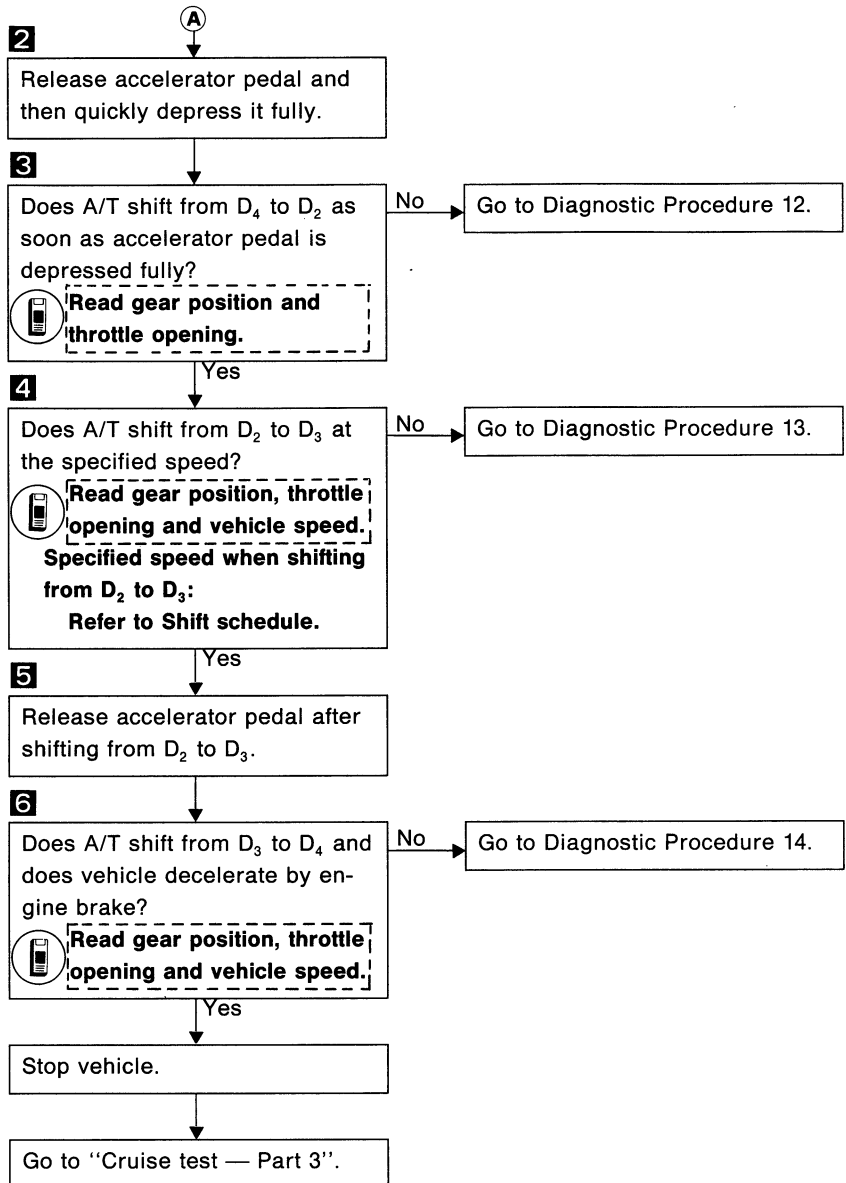 A
2
Release accelerator pedal and
then quickly depress it fully.
3
Does A/T shift from D₄ to D₂ as
soon as accelerator pedal is
depressed fully?
Read gear position and
throttle opening.
No
Go to Diagnostic Procedure 12.
Yes
4
Does A/T shift from D₂ to D₃ at
the specified speed?
Read gear position, throttle
opening and vehicle speed.
Specified speed when shifting
from D₂ to D₃:
Refer to Shift schedule.
No
Go to Diagnostic Procedure 13.
Yes
5
Release accelerator pedal after
shifting from D₂ to D₃.
6
Does A/T shift from D₃ to D₄ and
does vehicle decelerate by en-
gine brake?
Read gear position, throttle
opening and vehicle speed.
No
Go to Diagnostic Procedure 14.
Yes
Stop vehicle.
Go to ''Cruise test — Part 3''.